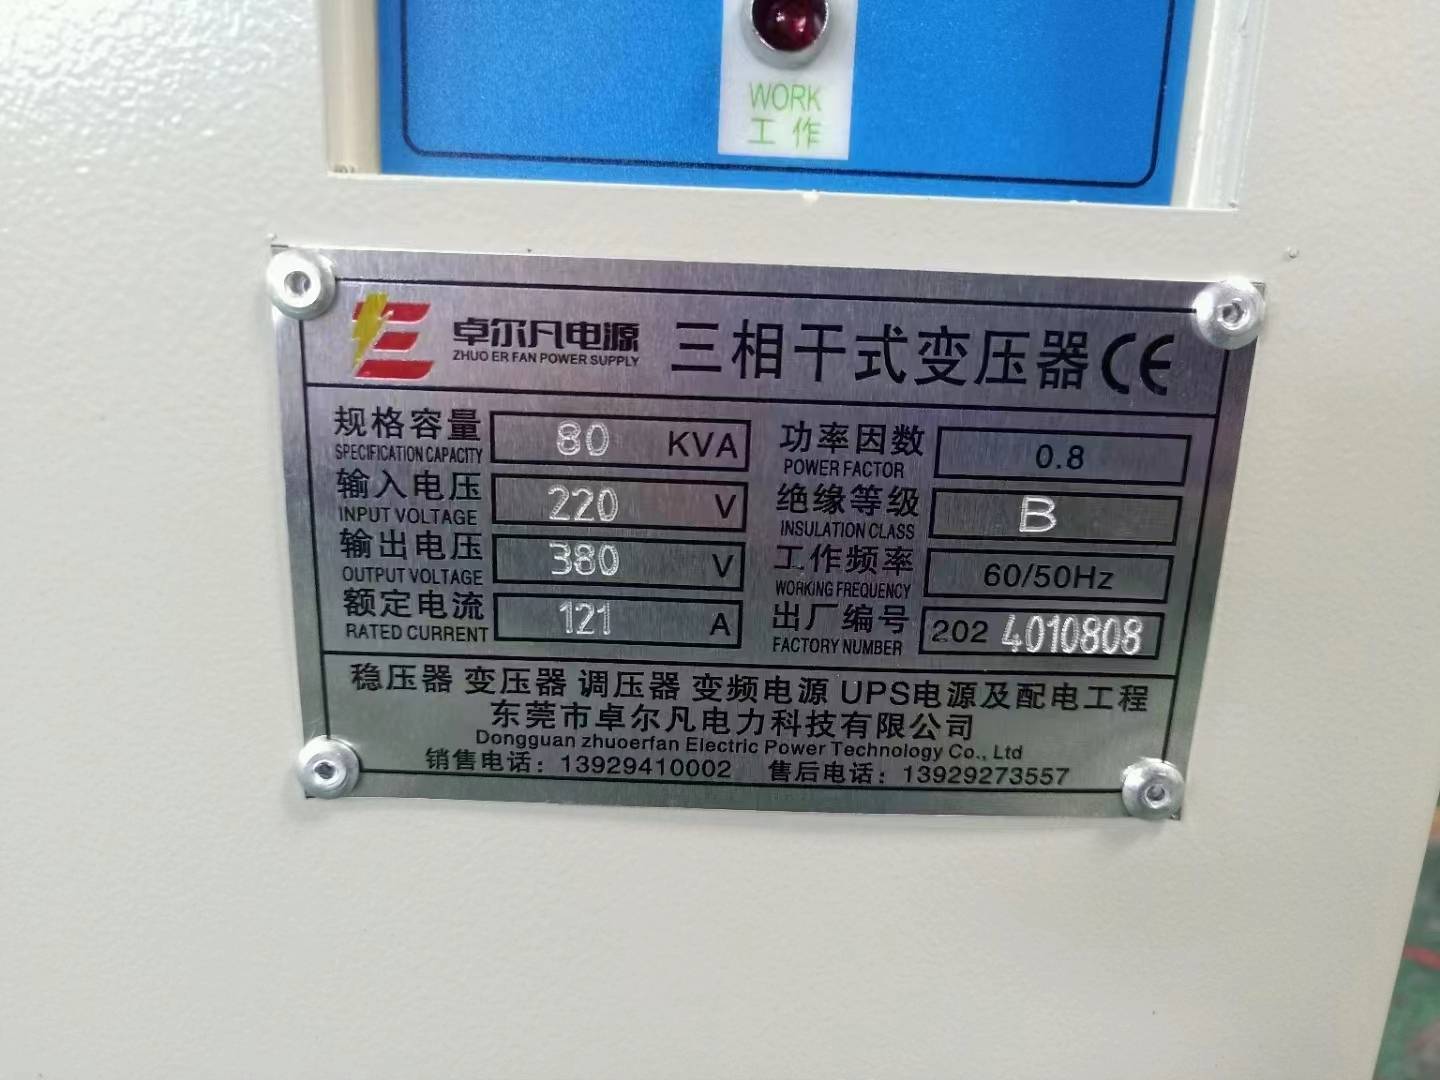 WORK
工作
卓尔凡电源
ZHUO ER FAN POWER SUPPLY
三相干式变压器 CE
规格容量 80 KVA
SPECIFICATION CAPACITY
功率因数 0.8
POWER FACTOR
输入电压 220 V
INPUT VOLTAGE
绝缘等级 B
INSULATION CLASS
输出电压 380 V
OUTPUT VOLTAGE
工作频率 60/50Hz
WORKING FREQUENCY
额定电流 121 A
RATED CURRENT
出厂编号 202 4010808
FACTORY NUMBER
稳压器 变压器 调压器 变频电源 UPS电源及配电工程
东莞市卓尔凡电力科技有限公司
Dongguan zhuoerfan Electric Power Technology Co., Ltd
销售电话：13929410002 售后电话：13929273557